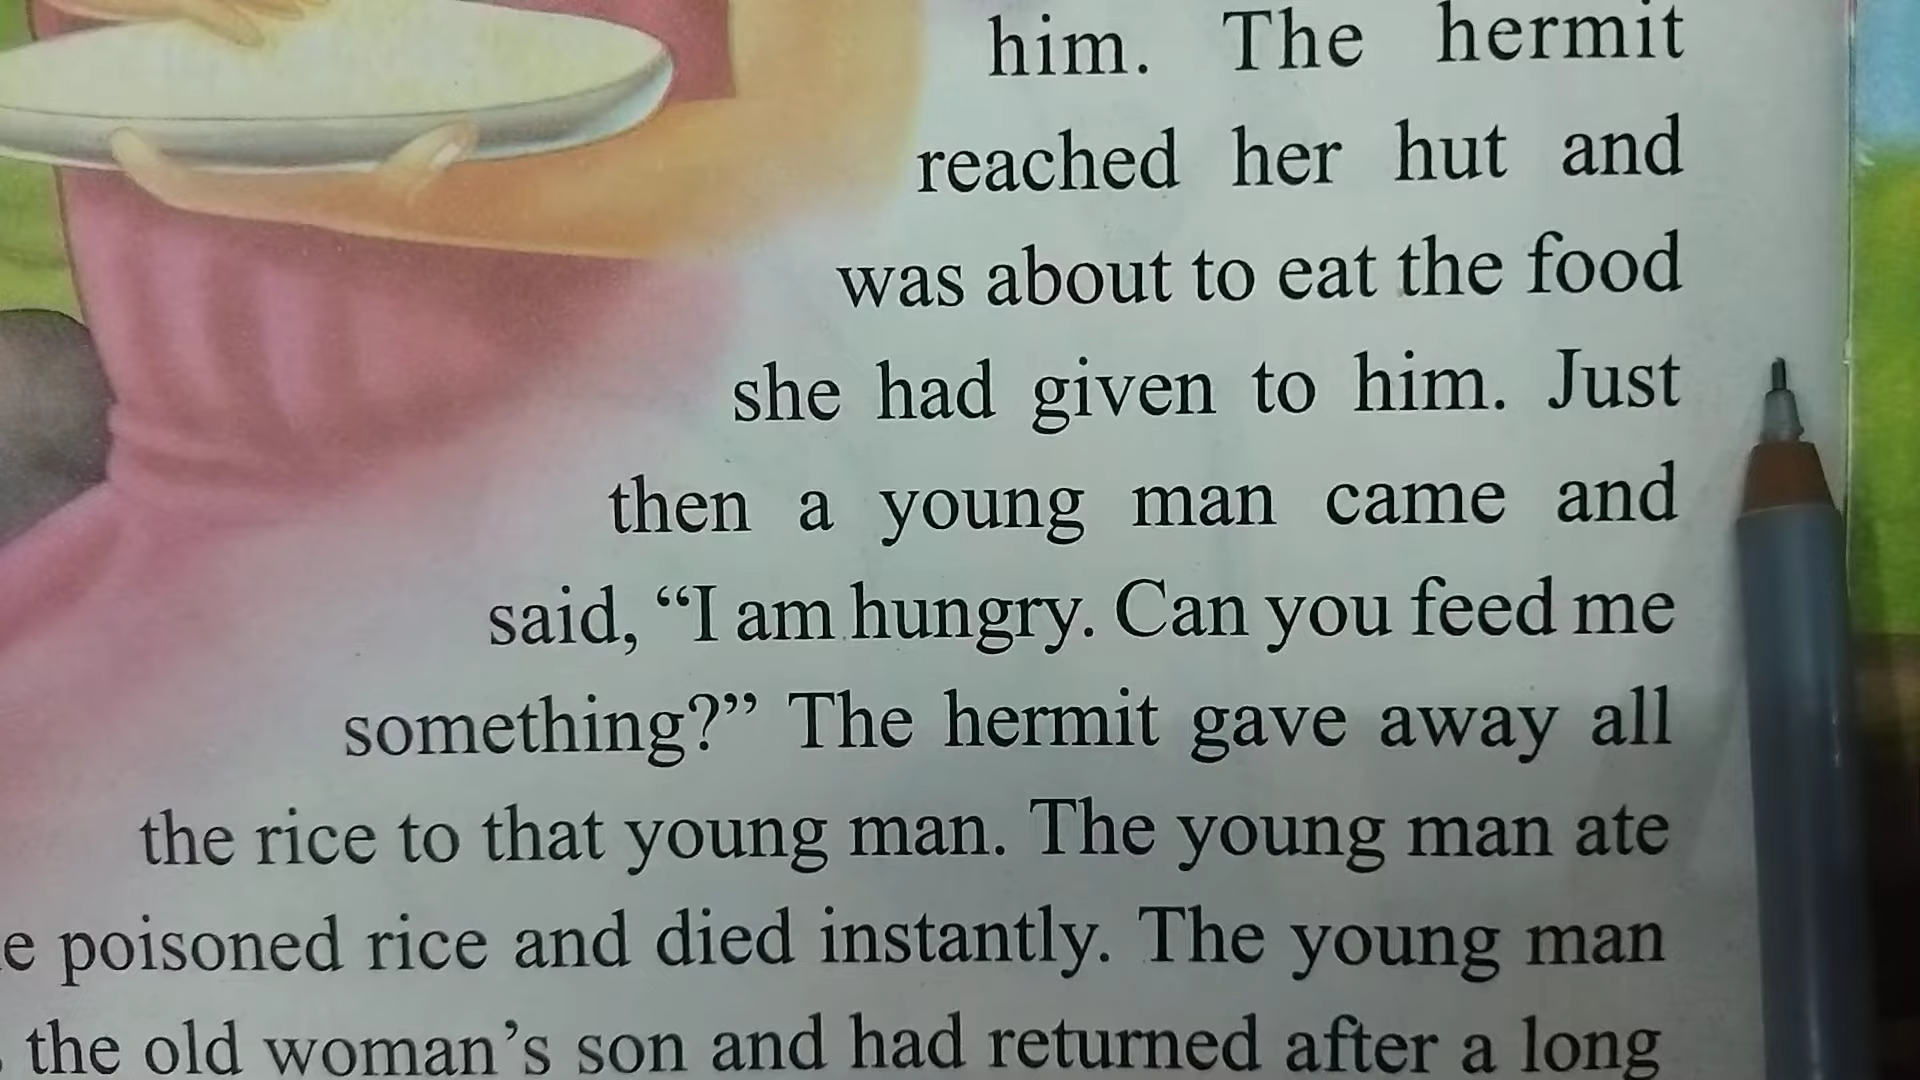 him. The hermit
reached her hut and
was about to eat the food
she had given to him. Just
then a young man came and
said, “I am hungry. Can you feed me
something?” The hermit gave away all
the rice to that young man. The young man ate
poisoned rice and died instantly. The young man
the old woman’s son and had returned after a long